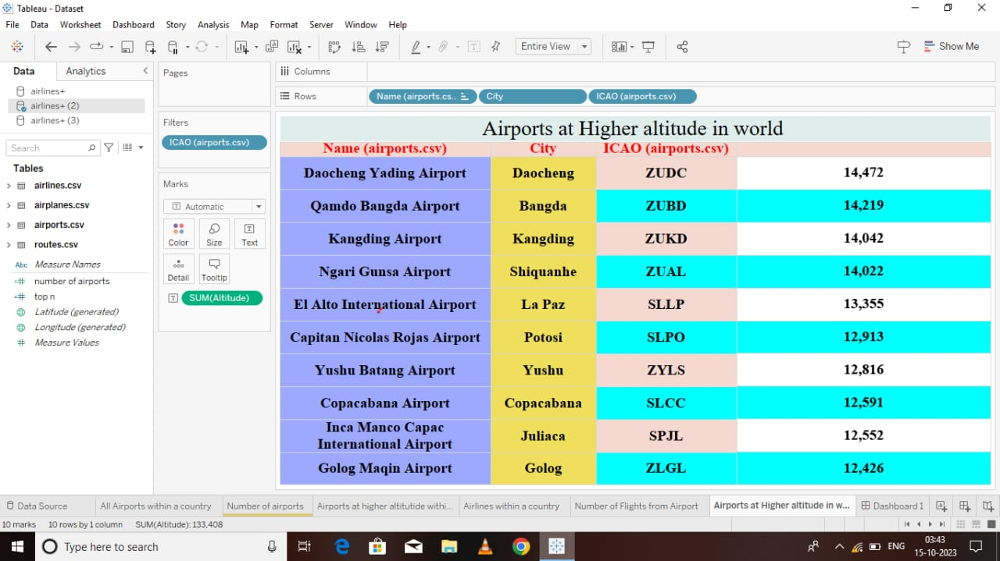 Tableau - Dataset
File Data Worksheet Dashboard Story Analysis Map Format Server Window Help
Entire View
Show Me
Data Analytics
airlines+
airlines+ (2)
airlines+ (3)
Search
Tables
airlines.csv
airplanes.csv
airports.csv
routes.csv
Abc Measure Names
number of airports
top n
Latitude (generated)
Longitude (generated)
Measure Values
Pages
Filters
ICAO (airports.csv)
Marks
Automatic
Color Size Text
Detail Tooltip
SUM(Altitude)
Columns
Rows Name (airports.cs.. City ICAO (airports.csv)
Airports at Higher altitude in world
Name (airports.csv) City ICAO (airports.csv)
Daocheng Yading Airport Daocheng ZUDC 14,472
Qamdo Bangda Airport Bangda ZUBD 14,219
Kangding Airport Kangding ZUKD 14,042
Ngari Gunsa Airport Shiquanhe ZUAL 14,022
El Alto International Airport La Paz SLLP 13,355
Capitan Nicolas Rojas Airport Potosi SLPO 12,913
Yushu Batang Airport Yushu ZYLS 12,816
Copacabana Airport Copacabana SLCC 12,591
Inca Manco Capac
International Airport Juliaca SPJL 12,552
Golog Maqin Airport Golog ZLGL 12,426
Data Source All Airports within a country Number of airports Airports at higher altitutide withi... Airlines within a country Number of Flights from Airport Airports at Higher altitude in w... Dashboard 1
10 marks 10 rows by 1 column SUM(Altitude): 133,408
Type here to search
ENG
03:43
15-10-2023